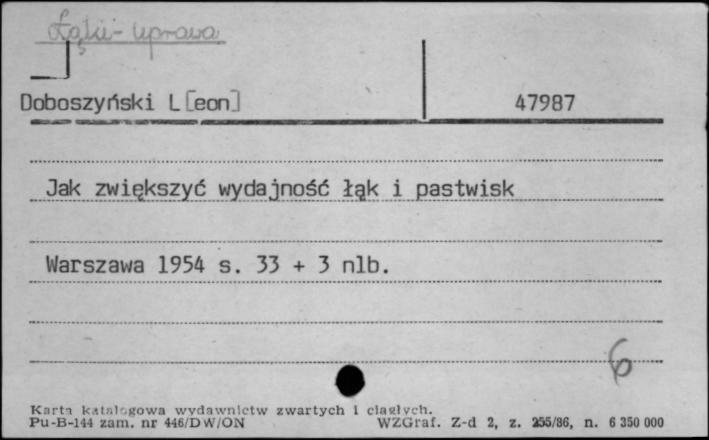 Łąki - uprawa
Doboszyński L[eon] 47987
Jak zwiększyć wydajność łąk i pastwisk
Warszawa 1954 s. 33 + 3 nlb.
6
Karta katalogowa wydawnictw zwartych i ciągłych.
Pu-B-144 zam. nr 446/DW/ON WZGraf. Z-d 2, z. 255/86, n. 6 350 000